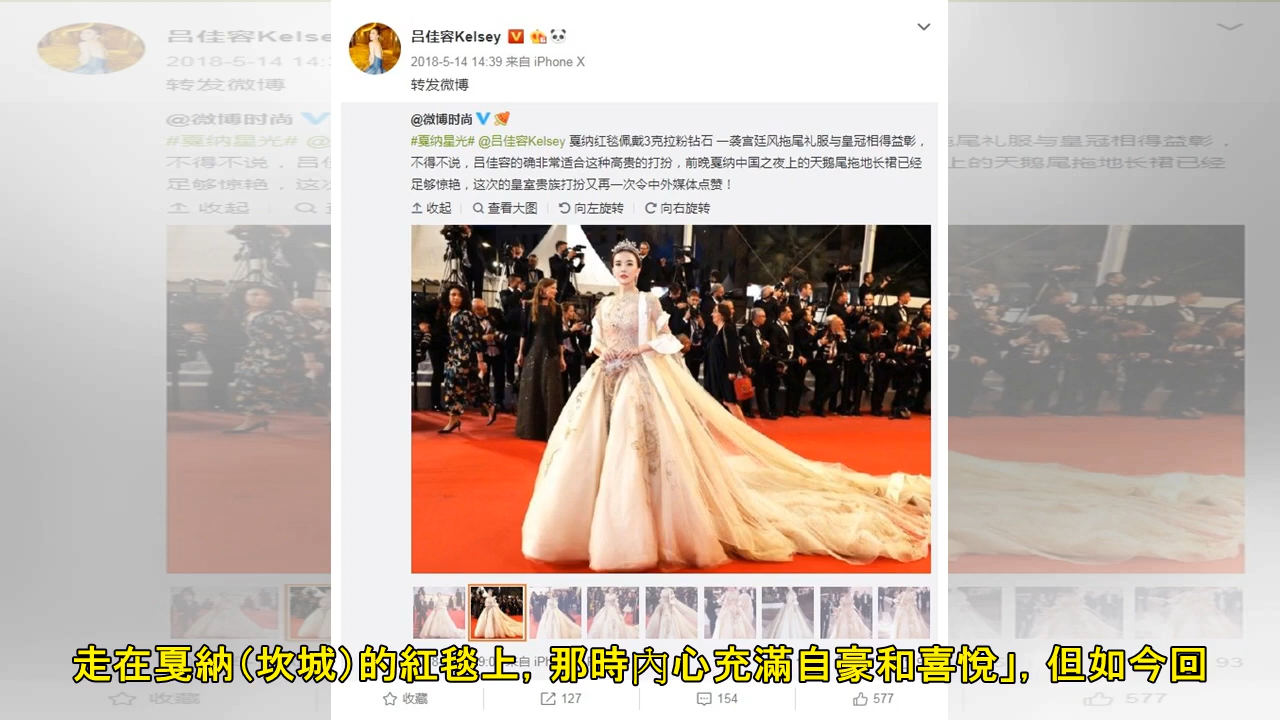 吕佳容Kelsey
2018-5-14 14:39 来自 iPhone X
转发微博
@微博时尚
#戛纳星光# @吕佳容Kelsey 戛纳红毯佩戴3克拉粉钻石 一袭宫廷风拖尾礼服与皇冠相得益彰，
不得不说，吕佳容的确非常适合这种高贵的打扮，前晚戛纳中国之夜上的天鹅尾拖地长裙已经
足够惊艳，这次的皇室贵族打扮又再一次令中外媒体点赞！
收起 查看大图 向左旋转 向右旋转
走在戛納(坎城)的紅毯上, 那時內心充滿自豪和喜悅」, 但如今回
收藏 127 154 577